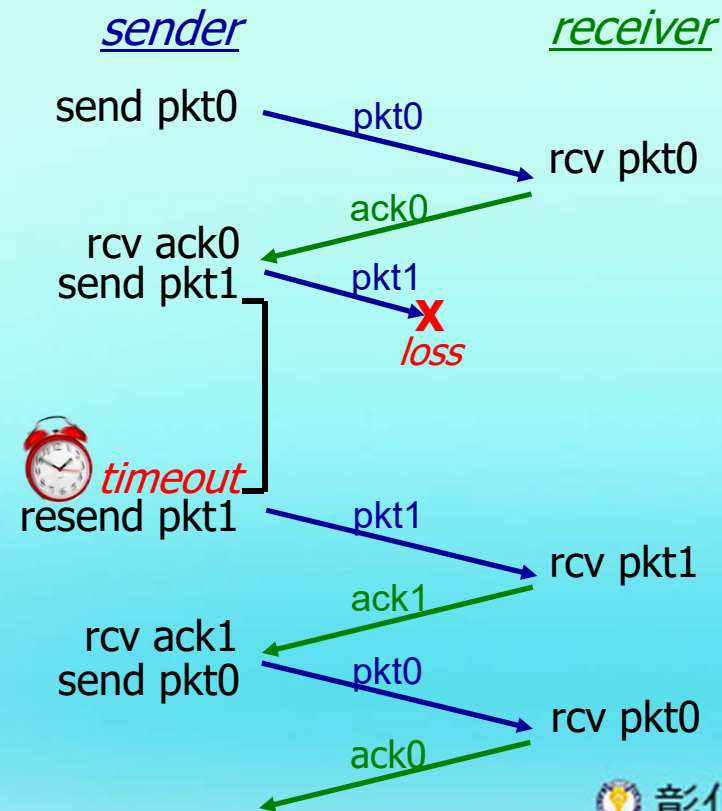 sender
receiver
send pkt0
pkt0
rcv pkt0
ack0
rcv ack0
send pkt1
pkt1
X
loss
timeout
resend pkt1
pkt1
rcv pkt1
ack1
rcv ack1
send pkt0
pkt0
rcv pkt0
ack0
彰